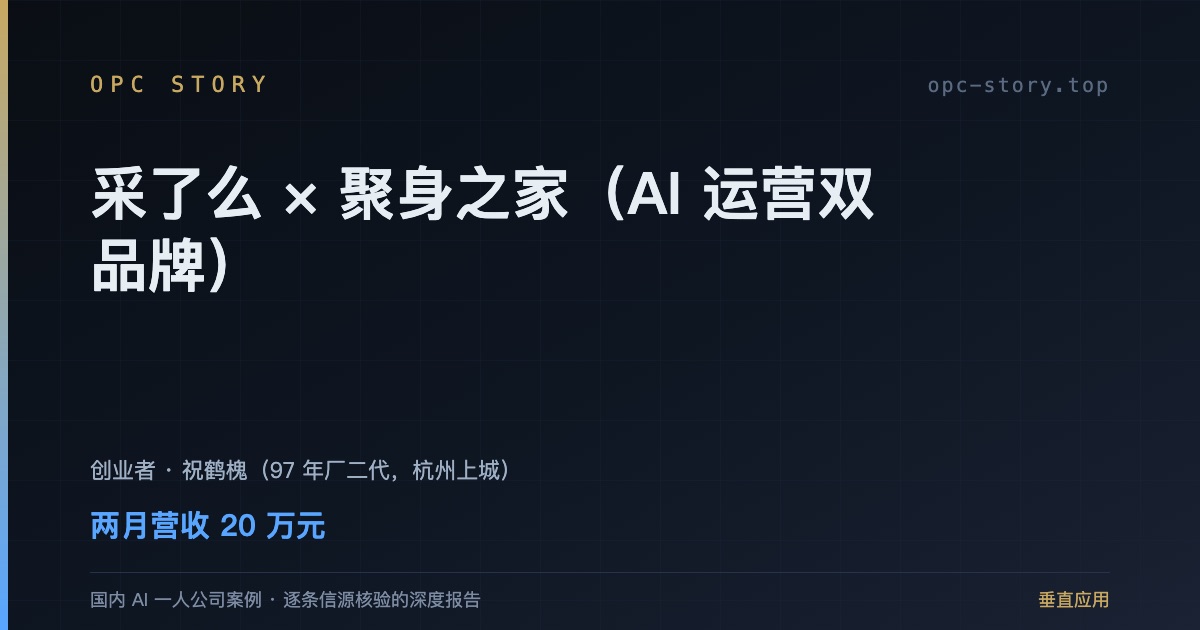 OPC STORY
opc-story.top
采了么 × 聚身之家（AI 运营双
品牌）
创业者 · 祝鹤槐（97 年厂二代，杭州上城）
两月营收 20 万元
国内 AI 一人公司案例 · 逐条信源核验的深度报告
垂直应用